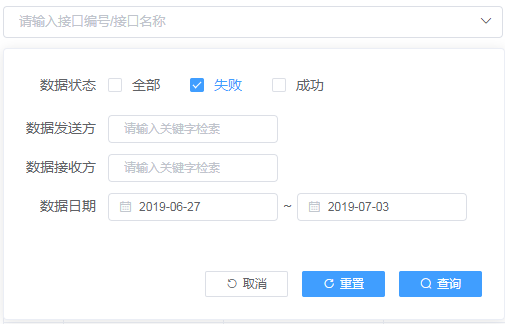 请输入接口编号/接口名称
数据状态 全部 失败 成功
数据发送方 请输入关键字检索
数据接收方 请输入关键字检索
数据日期 2019-06-27 ~ 2019-07-03
取消 重置 查询